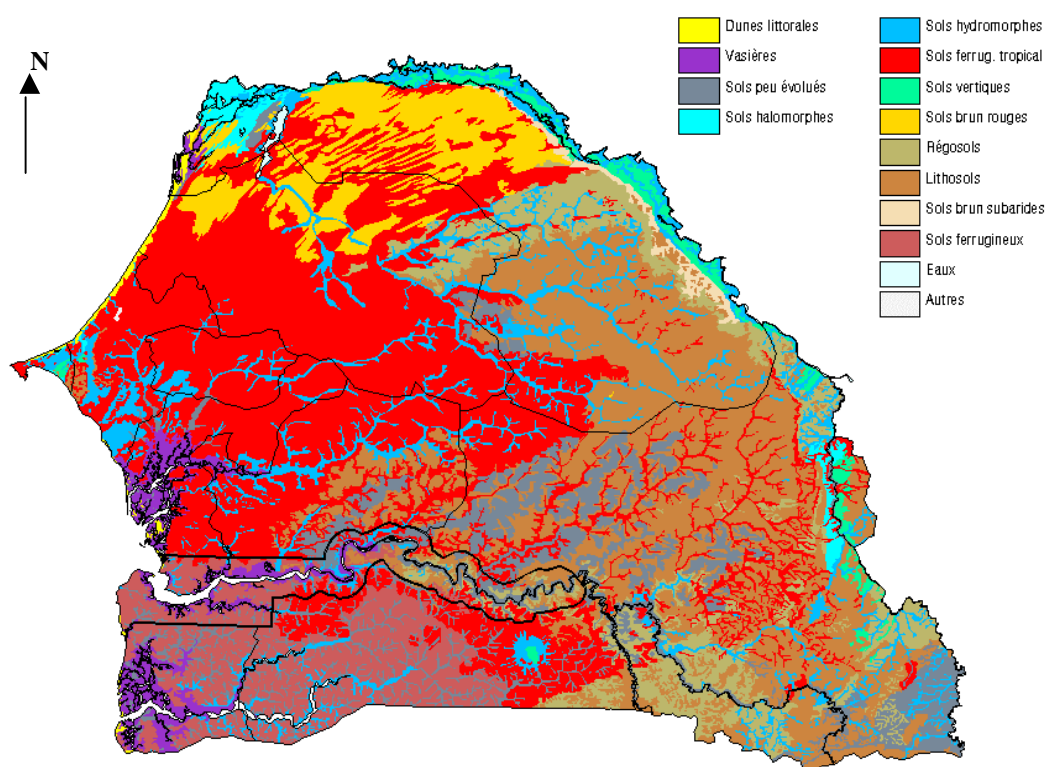 N
Dunes littorales
Vasières
Sols peu évolués
Sols halomorphes
Sols hydromorphes
Sols ferrug. tropical
Sols vertiques
Sols brun rouges
Régosols
Lithosols
Sols brun subarides
Sols ferrugineux
Eaux
Autres